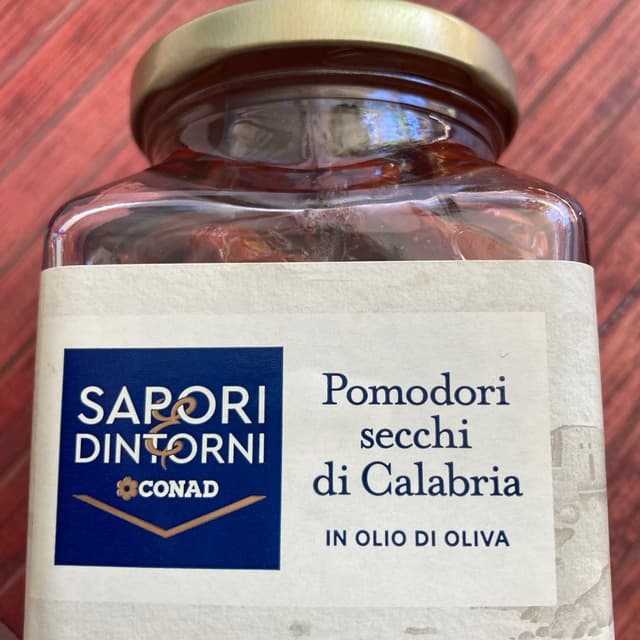 SAPORI
E
DINTORNI
CONAD
Pomodori
secchi
di Calabria
IN OLIO DI OLIVA